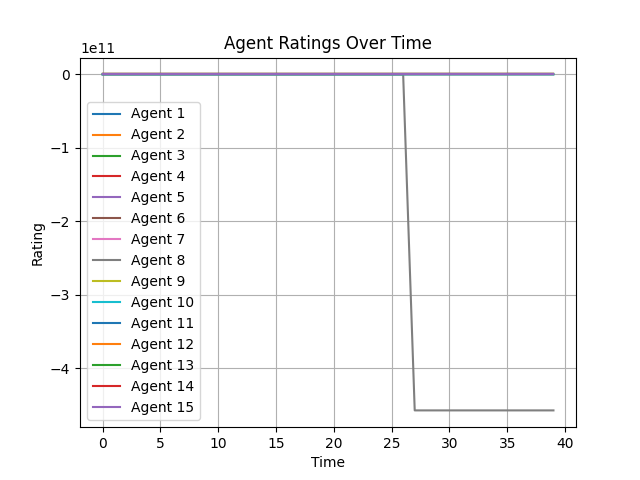 Agent Ratings Over Time
1e11
0
−1
−2
−3
−4
Rating
Agent 1
Agent 2
Agent 3
Agent 4
Agent 5
Agent 6
Agent 7
Agent 8
Agent 9
Agent 10
Agent 11
Agent 12
Agent 13
Agent 14
Agent 15
0 5 10 15 20 25 30 35 40
Time